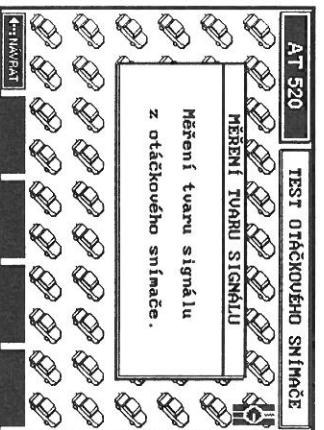 AT 520
TEST OTÁČKOVÉHO SNÍMAČE
MĚŘENÍ TVARU SIGNÁLU
Měření tvaru signálu
z otáčkového snímače.
←:NÁVRAT